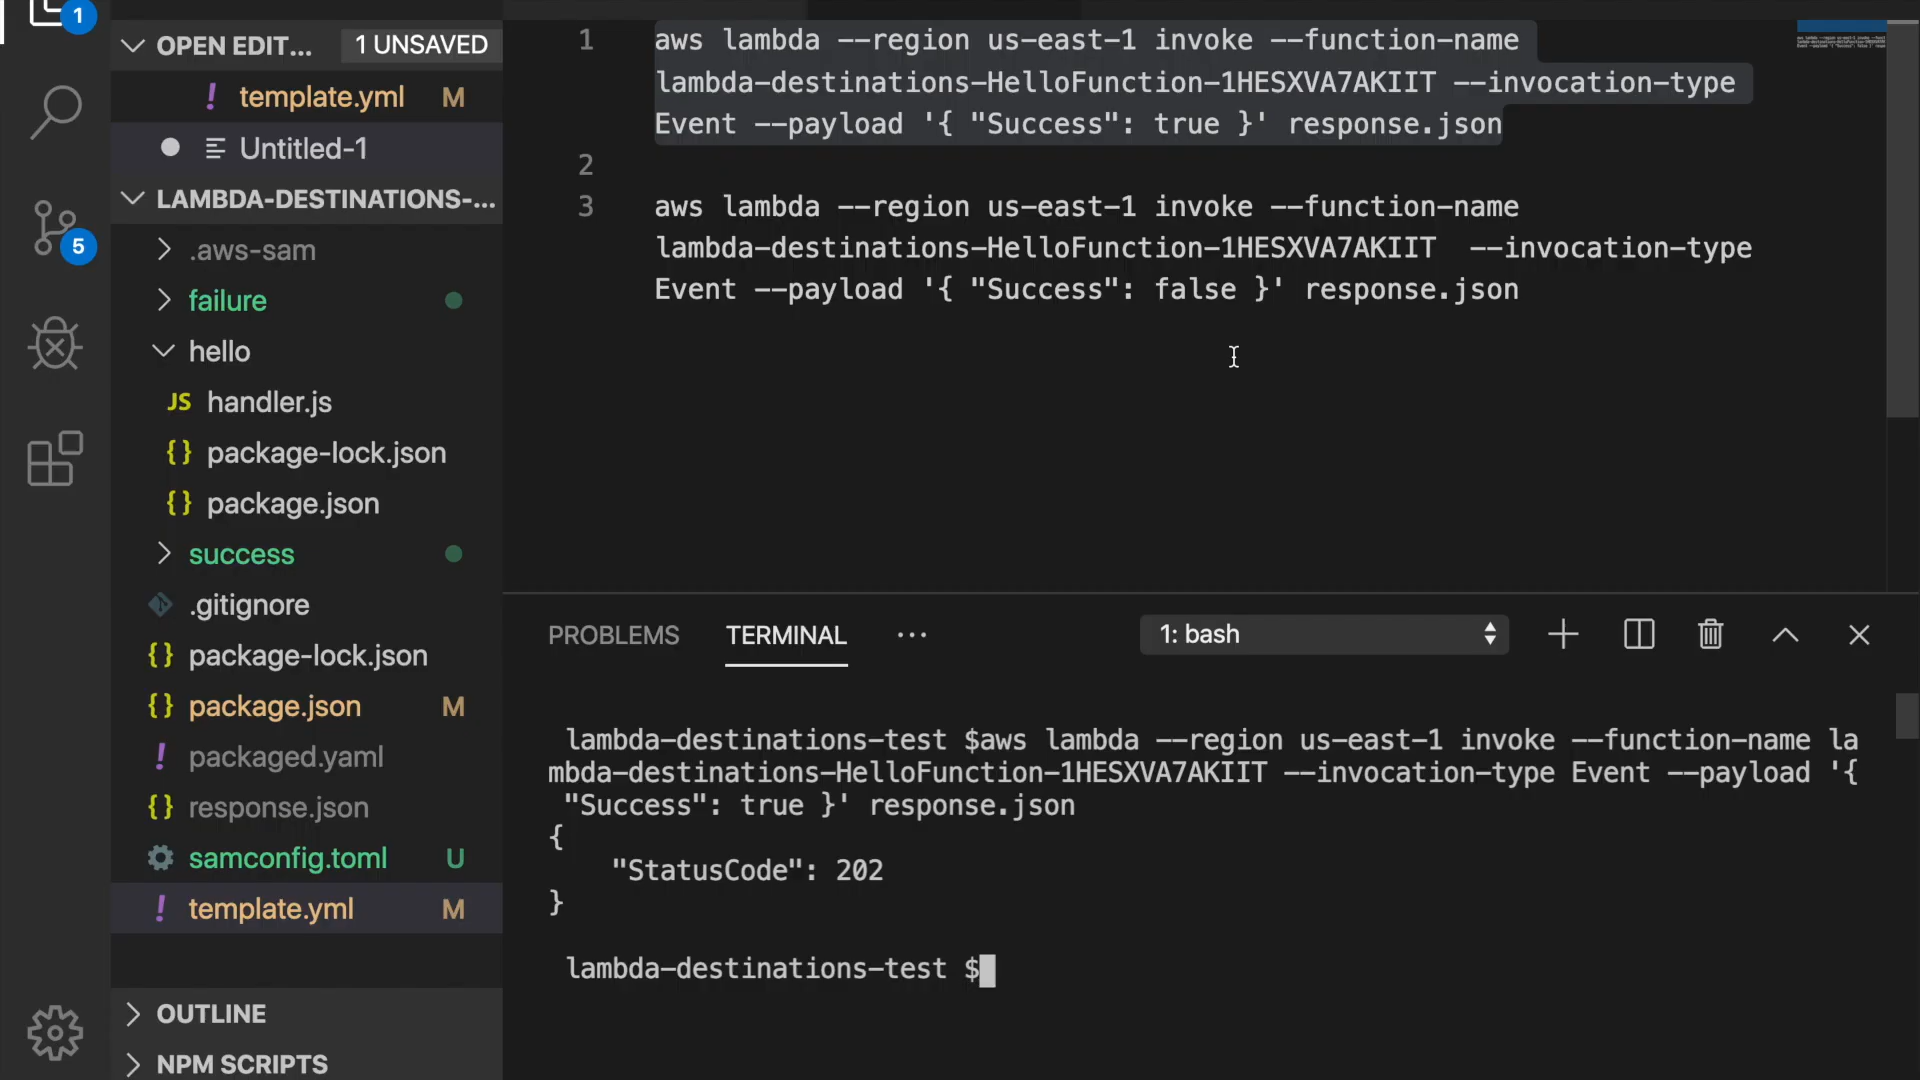 1
OPEN EDIT...
1 UNSAVED
! template.yml M
Untitled-1
LAMBDA-DESTINATIONS-...
5
.aws-sam
failure
hello
JS handler.js
{} package-lock.json
{} package.json
success
.gitignore
{} package-lock.json
{} package.json M
! packaged.yaml
{} response.json
samconfig.toml U
! template.yml M
OUTLINE
NPM SCRIPTS
1 aws lambda --region us-east-1 invoke --function-name
lambda-destinations-HelloFunction-1HESXVA7AKIIT --invocation-type
Event --payload '{ "Success": true }' response.json
2
3 aws lambda --region us-east-1 invoke --function-name
lambda-destinations-HelloFunction-1HESXVA7AKIIT  --invocation-type
Event --payload '{ "Success": false }' response.json
PROBLEMS TERMINAL ... 1: bash
lambda-destinations-test $aws lambda --region us-east-1 invoke --function-name la
mbda-destinations-HelloFunction-1HESXVA7AKIIT --invocation-type Event --payload '{
"Success": true }' response.json
{
"StatusCode": 202
}
lambda-destinations-test $